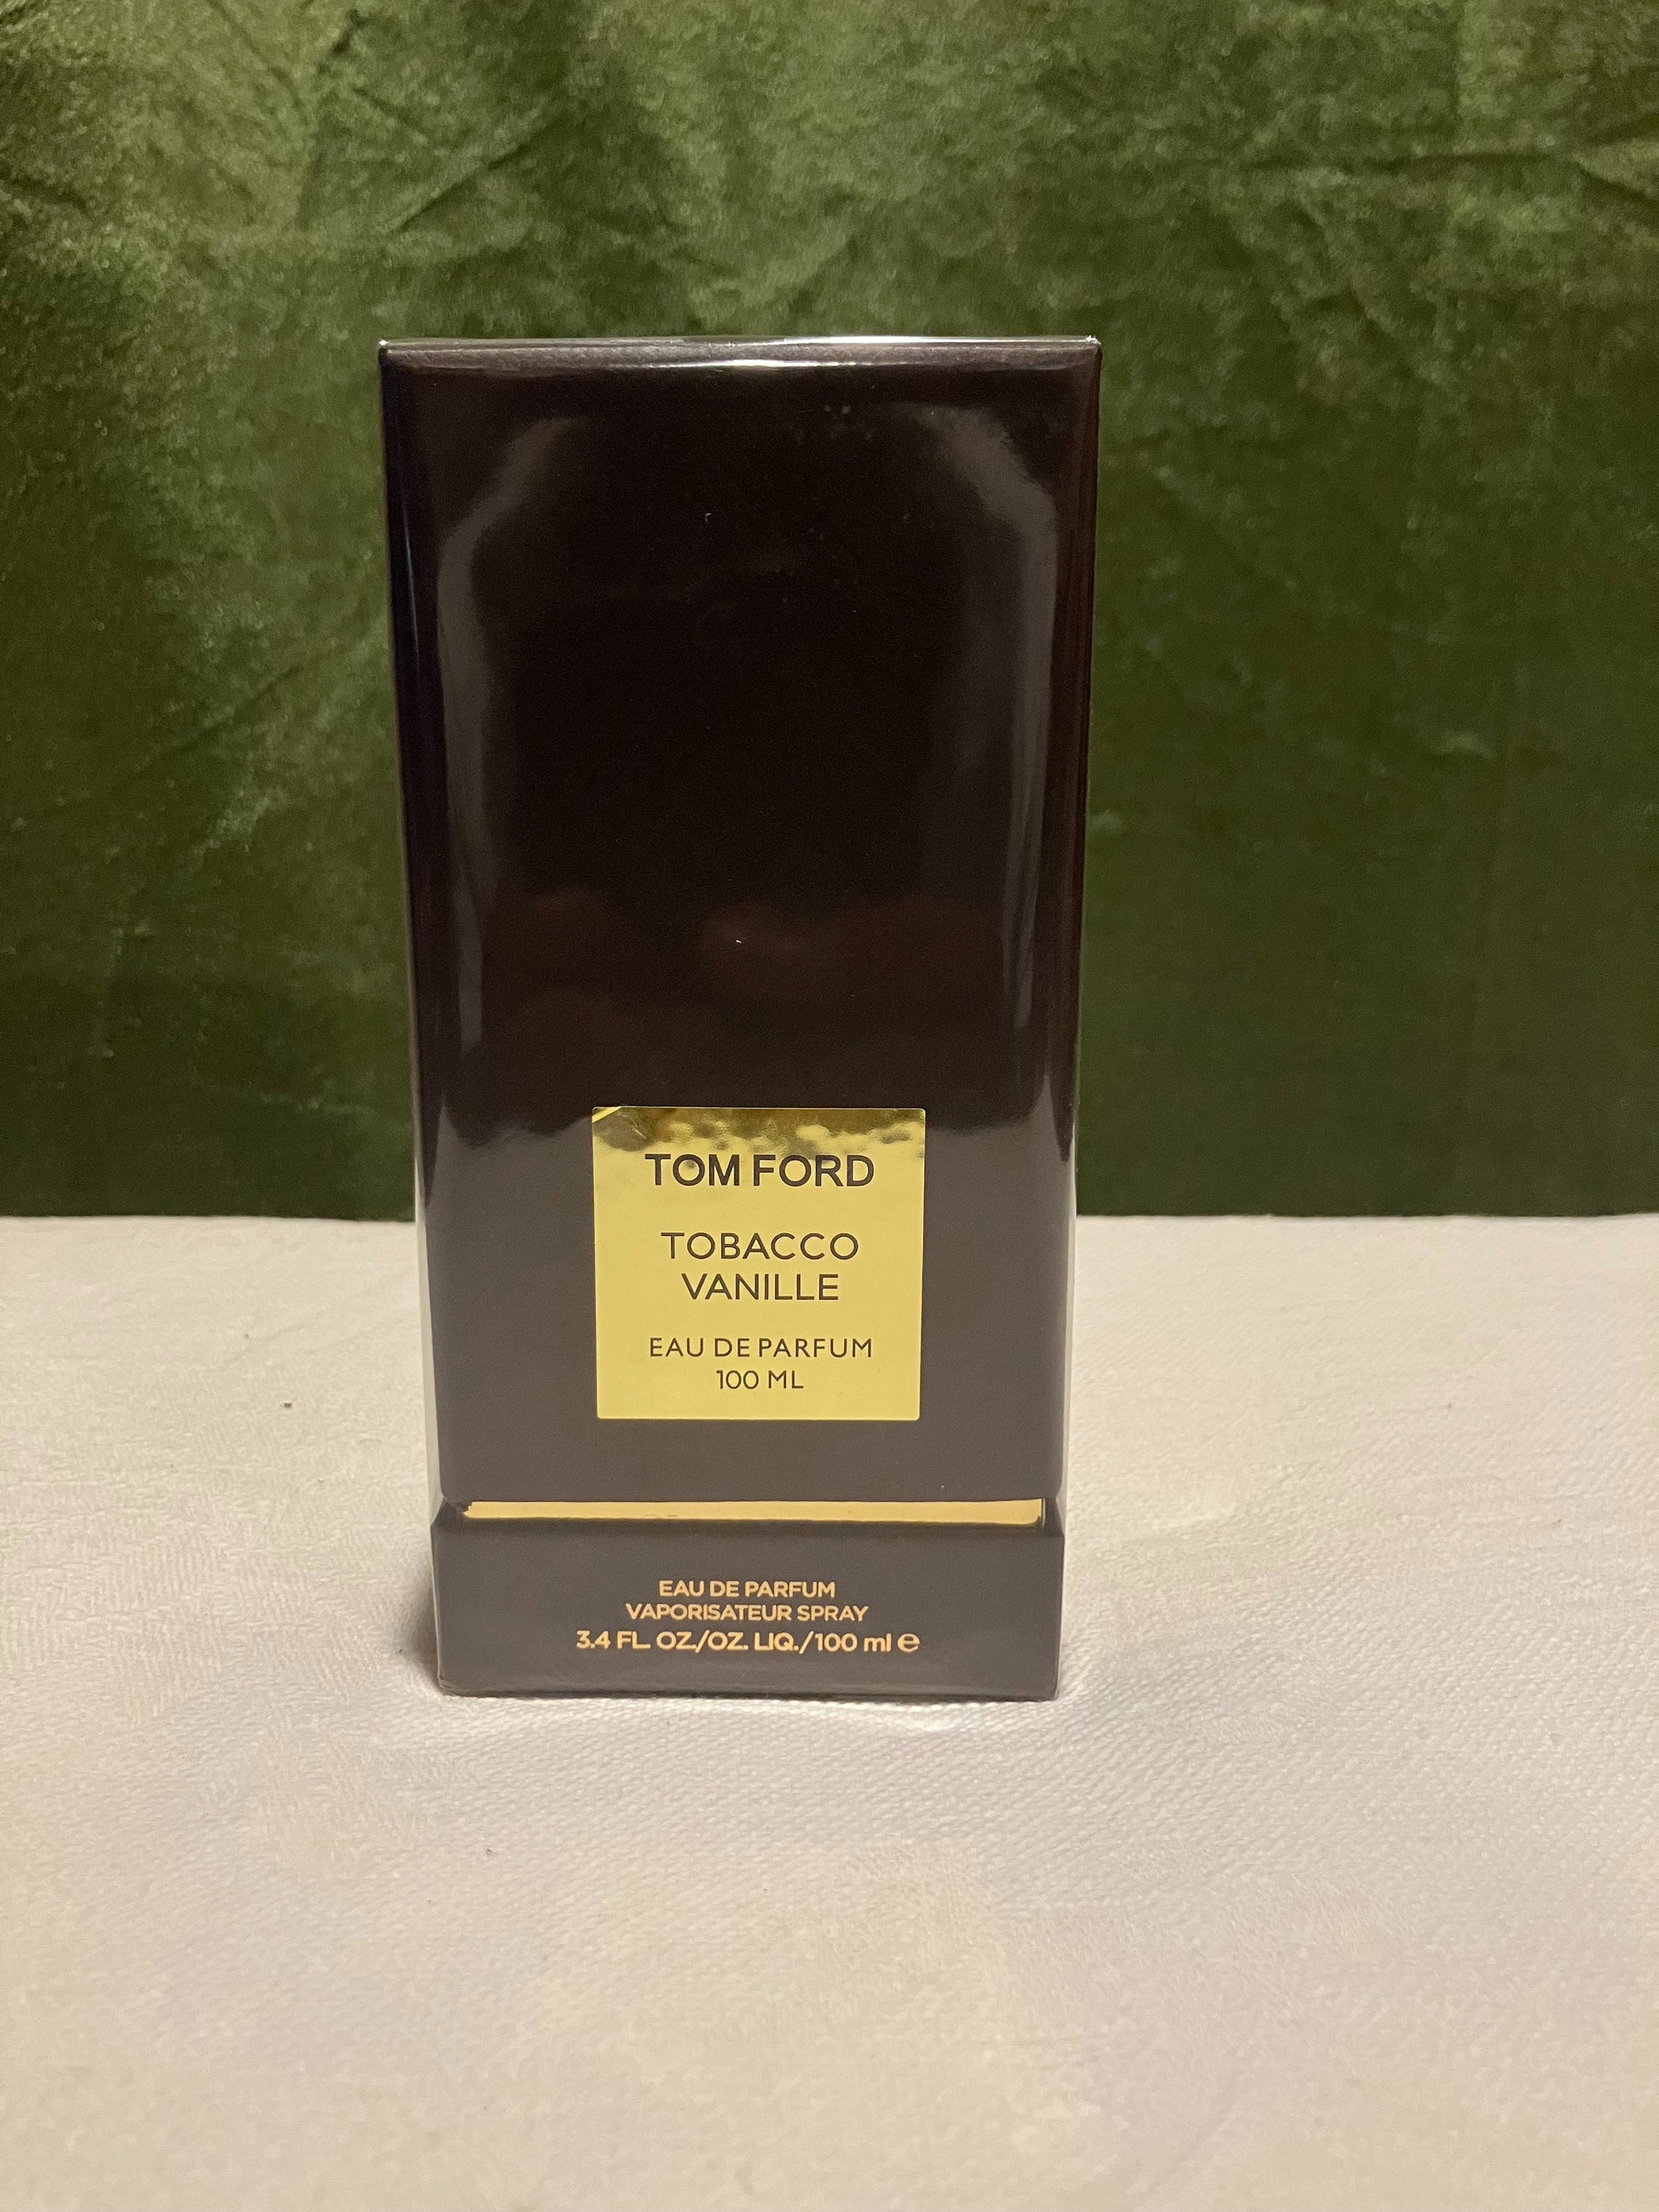 TOM FORD
TOBACCO
VANILLE
EAU DE PARFUM
100 ML
EAU DE PARFUM
VAPORISATEUR SPRAY
3.4 FL. OZ./OZ. LIQ./100 ml ℮